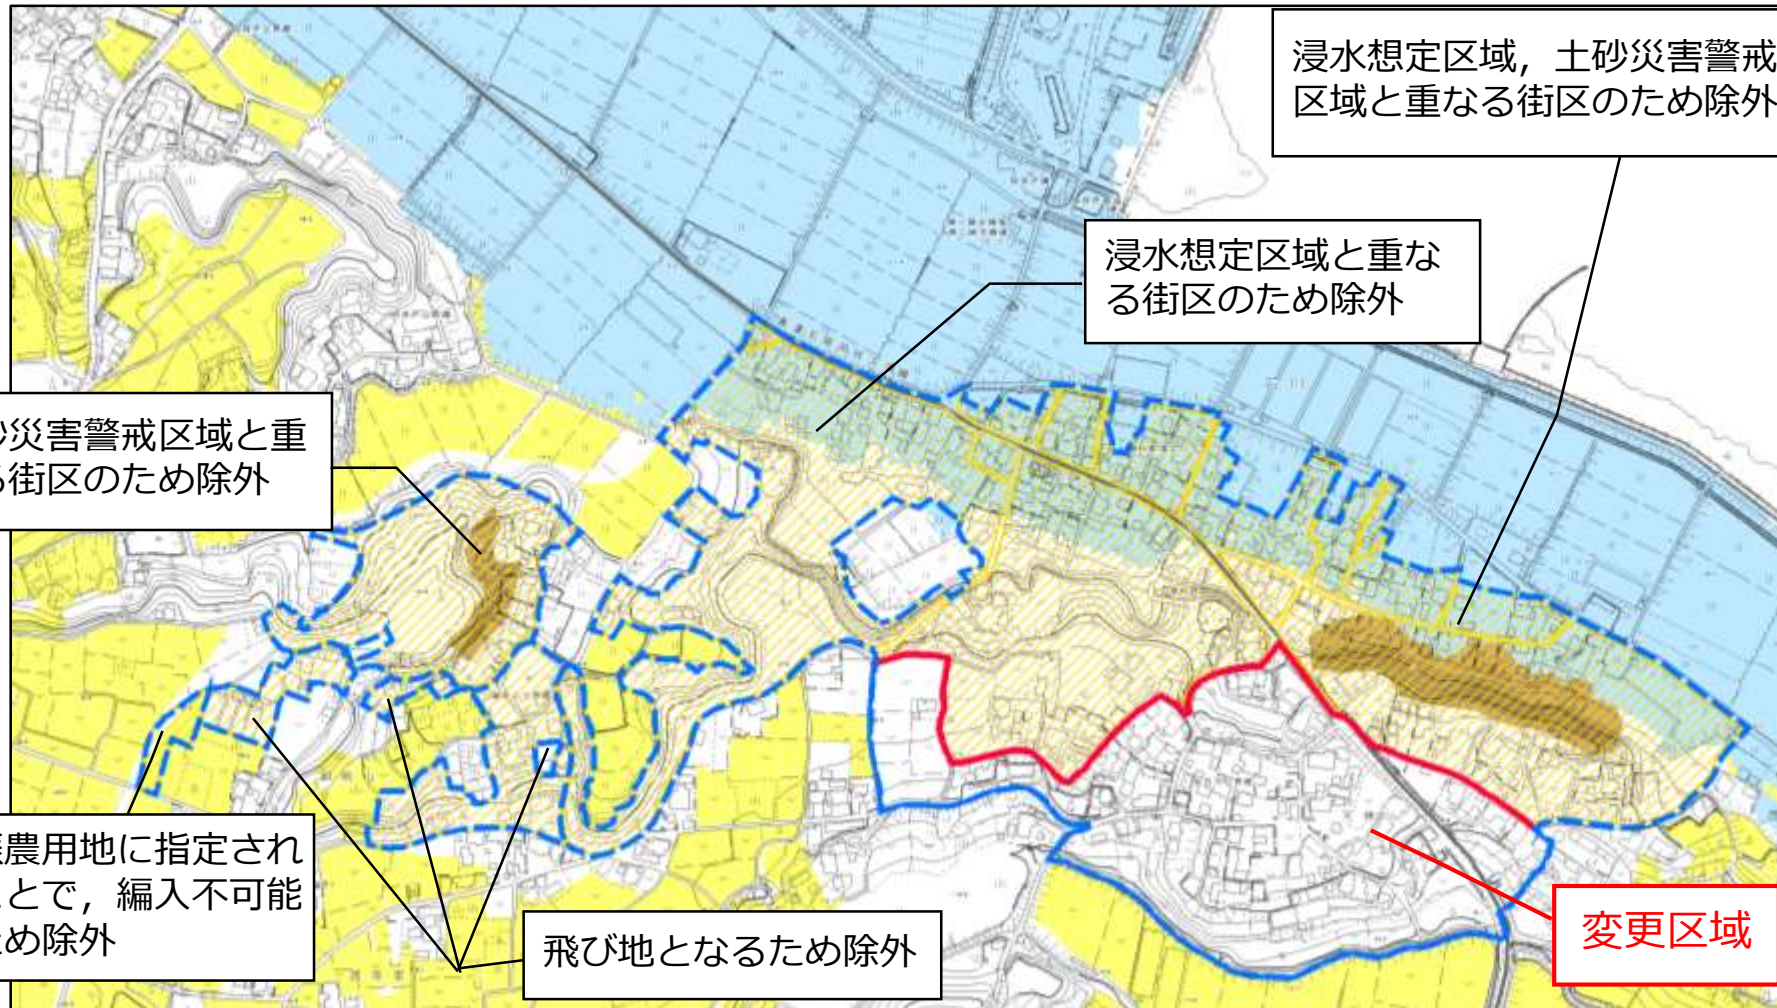 浸水想定区域，土砂災害警戒
区域と重なる街区のため除外
浸水想定区域と重な
る街区のため除外
災害警戒区域と重
街区のため除外
農用地に指定され
とで，編入不可能
め除外
飛び地となるため除外
変更区域